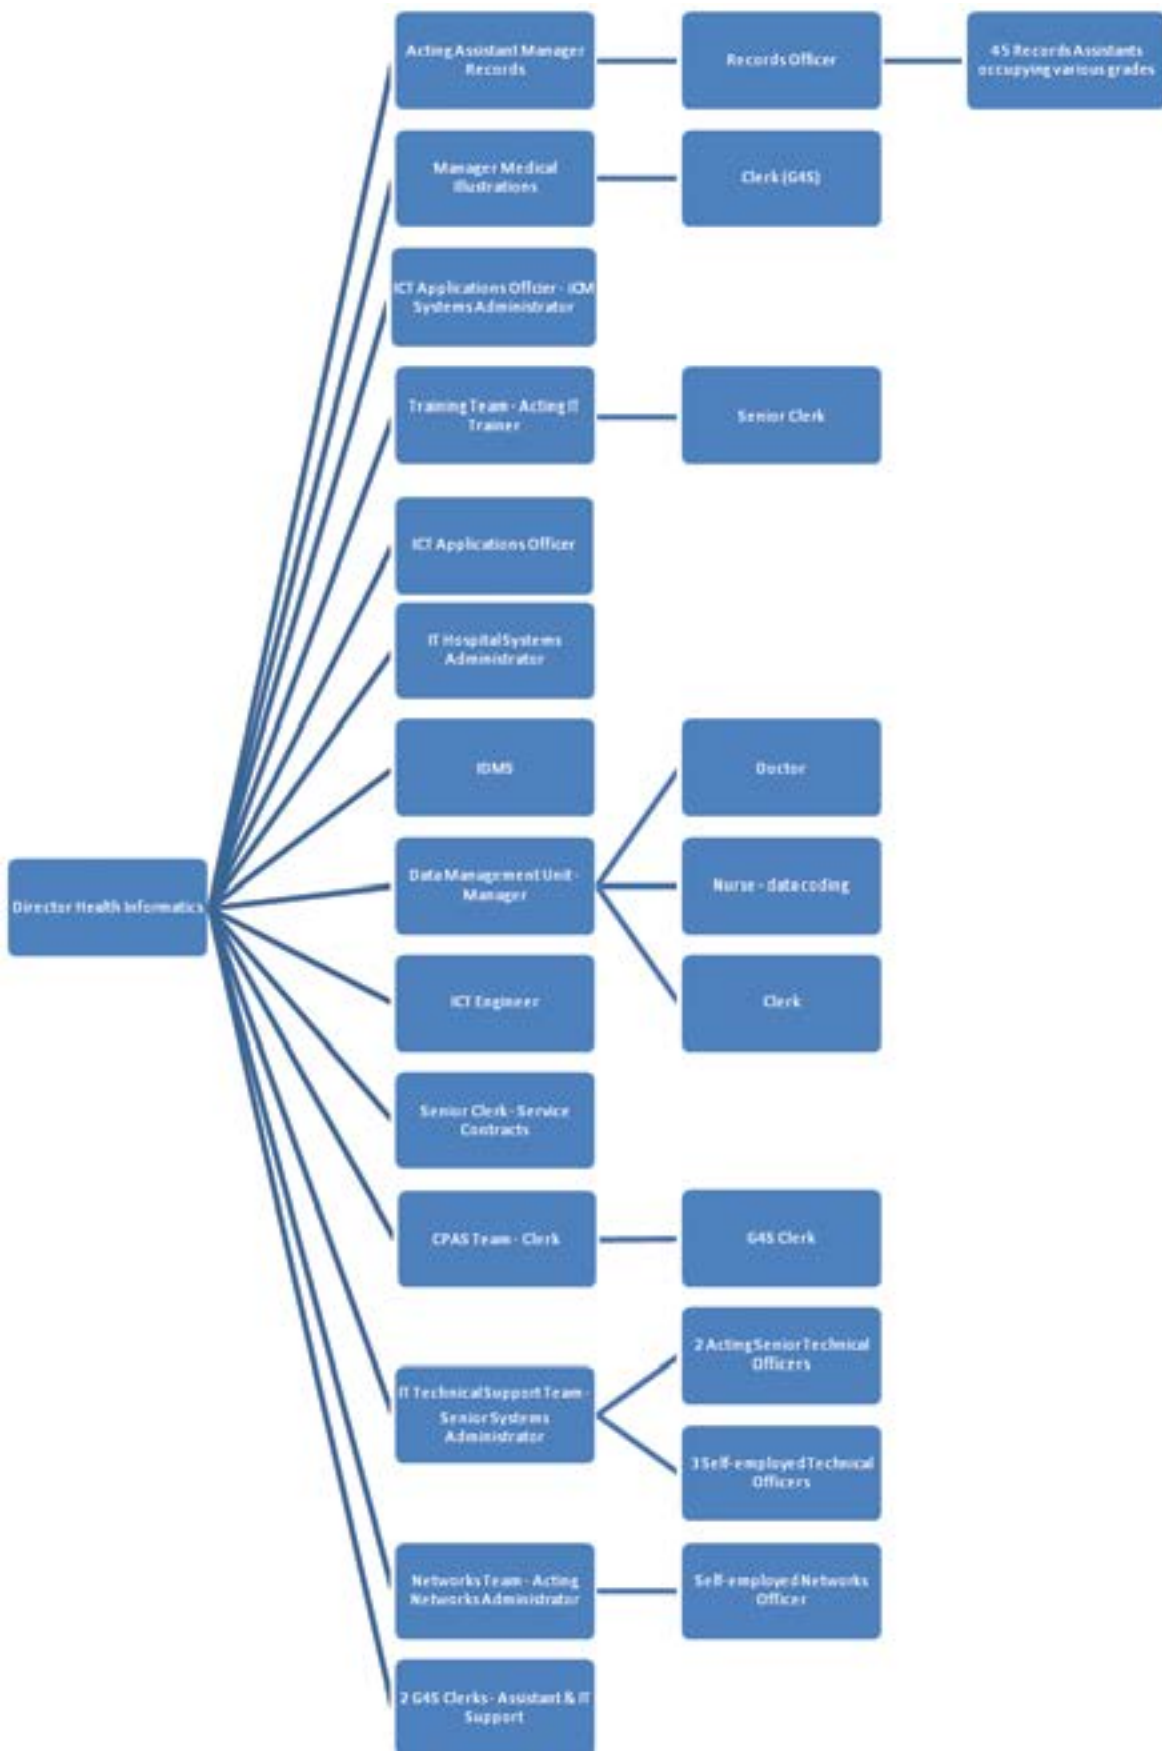 Acting Assistant Manager
Records
Records Officer
45 Records Assistants
occupying various grades
Manager Medical
Illustrations
Clerk (G4S)
ICT Applications Offcier - iCM
Systems Administrator
Training Team - Acting IT
Trainer
Senior Clerk
ICT Applications Officer
IT Hospital Systems
Administrator
IDMS
Doctor
Director Health Informatics
Data Management Unit -
Manager
Nurse - data coding
Clerk
ICT Engineer
Senior Clerk - Service
Contracts
CPAS Team - Clerk
G4S Clerk
2 Acting Senior Technical
Officers
IT Technical Support Team -
Senior Systems
Administrator
3 Self-employed Technical
Officers
Networks Team - Acting
Networks Administrator
Self-employed Networks
Officer
2 G4S Clerks - Assistant & IT
Support